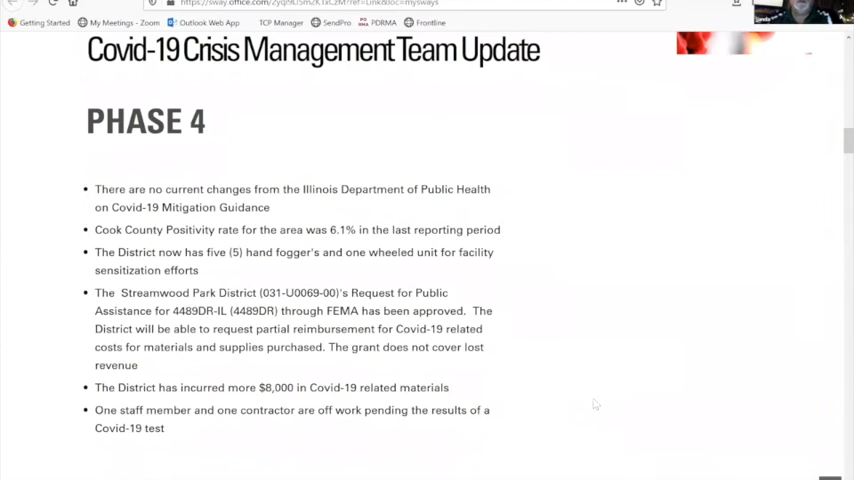 Getting Started
My Meetings - Zoom
Outlook Web App
TCP Manager
SendPro
PDRMA
Frontline
Covid-19 Crisis Management Team Update
PHASE 4
• There are no current changes from the Illinois Department of Public Health
on Covid-19 Mitigation Guidance
• Cook County Positivity rate for the area was 6.1% in the last reporting period
• The District now has five (5) hand fogger's and one wheeled unit for facility
sensitization efforts
• The Streamwood Park District (031-U0069-00)'s Request for Public
Assistance for 4489DR-IL (4489DR) through FEMA has been approved. The
District will be able to request partial reimbursement for Covid-19 related
costs for materials and supplies purchased. The grant does not cover lost
revenue
• The District has incurred more $8,000 in Covid-19 related materials
• One staff member and one contractor are off work pending the results of a
Covid-19 test